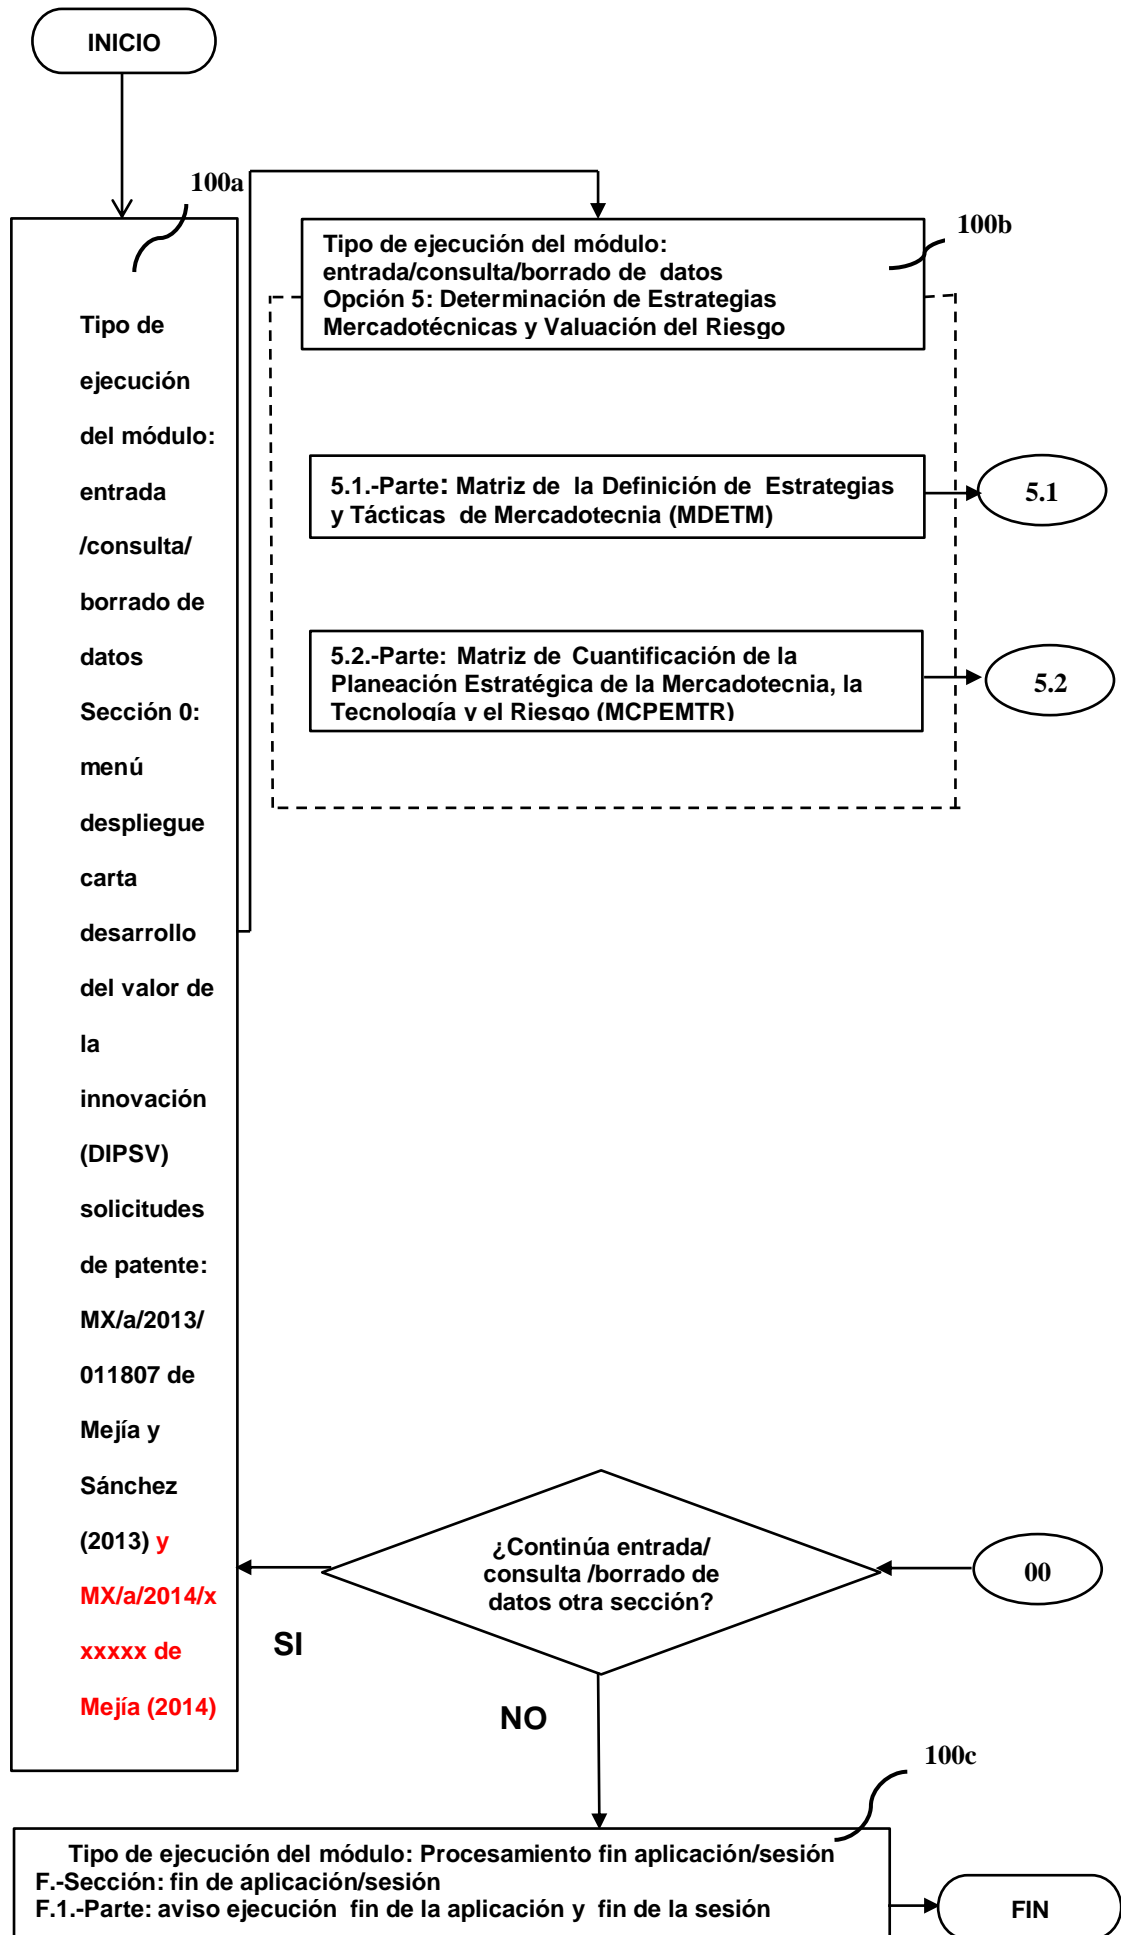 INICIO
100a
Tipo de
ejecución
del módulo:
entrada
/consulta/
borrado de
datos
Sección 0:
menú
despliegue
carta
desarrollo
del valor de
la
innovación
(DIPSV)
solicitudes
de patente:
MX/a/2013/
011807 de
Mejía y
Sánchez
(2013) y
MX/a/2014/x
xxxxx de
Mejía (2014)
100b
Tipo de ejecución del módulo:
entrada/consulta/borrado de datos
Opción 5: Determinación de Estrategias
Mercadotécnicas y Valuación del Riesgo
5.1.-Parte: Matriz de la Definición de Estrategias
y Tácticas de Mercadotecnia (MDETM)
5.1
5.2.-Parte: Matriz de Cuantificación de la
Planeación Estratégica de la Mercadotecnia, la
Tecnología y el Riesgo (MCPEMTR)
5.2
¿Continúa entrada/
consulta /borrado de
datos otra sección?
00
SI
NO
100c
Tipo de ejecución del módulo: Procesamiento fin aplicación/sesión
F.-Sección: fin de aplicación/sesión
F.1.-Parte: aviso ejecución fin de la aplicación y fin de la sesión
FIN